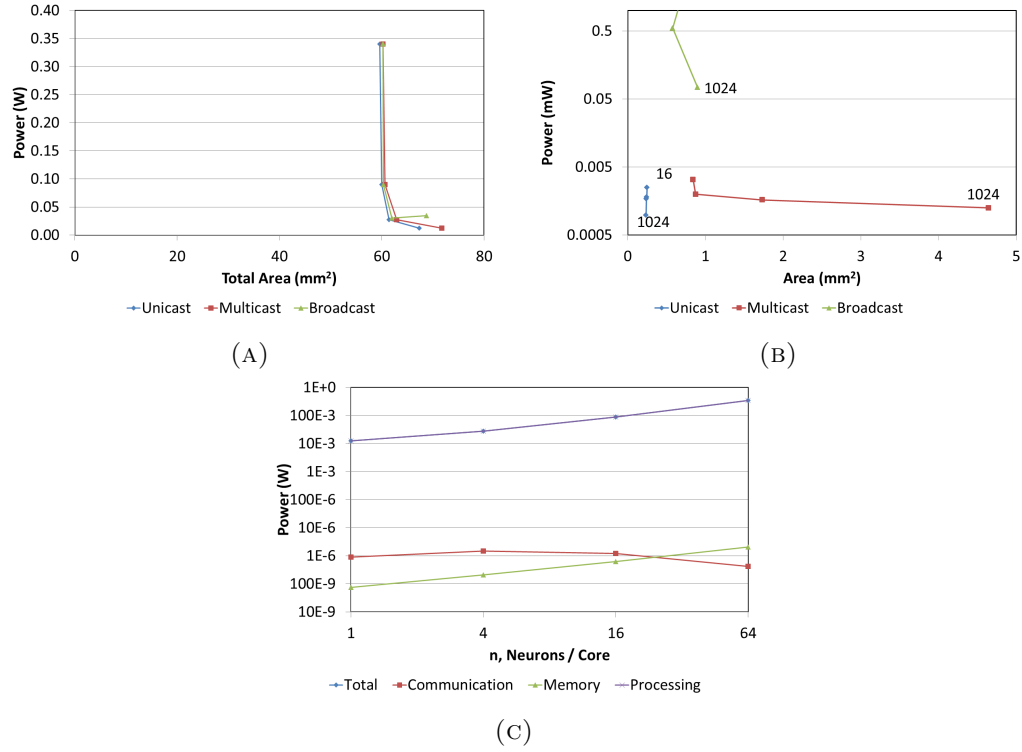 0.40
0.35
0.30
0.25
0.20
0.15
0.10
0.05
0.00
Power (W)
0 20 40 60 80
Total Area (mm²)
Unicast Multicast Broadcast
(A)
0.5
0.05
0.005
0.0005
Power (mW)
1024
16
1024
1024
0 1 2 3 4 5
Area (mm²)
Unicast Multicast Broadcast
(B)
1E+0
100E-3
10E-3
1E-3
100E-6
10E-6
1E-6
100E-9
10E-9
Power (W)
1 4 16 64
n, Neurons / Core
Total Communication Memory Processing
(C)